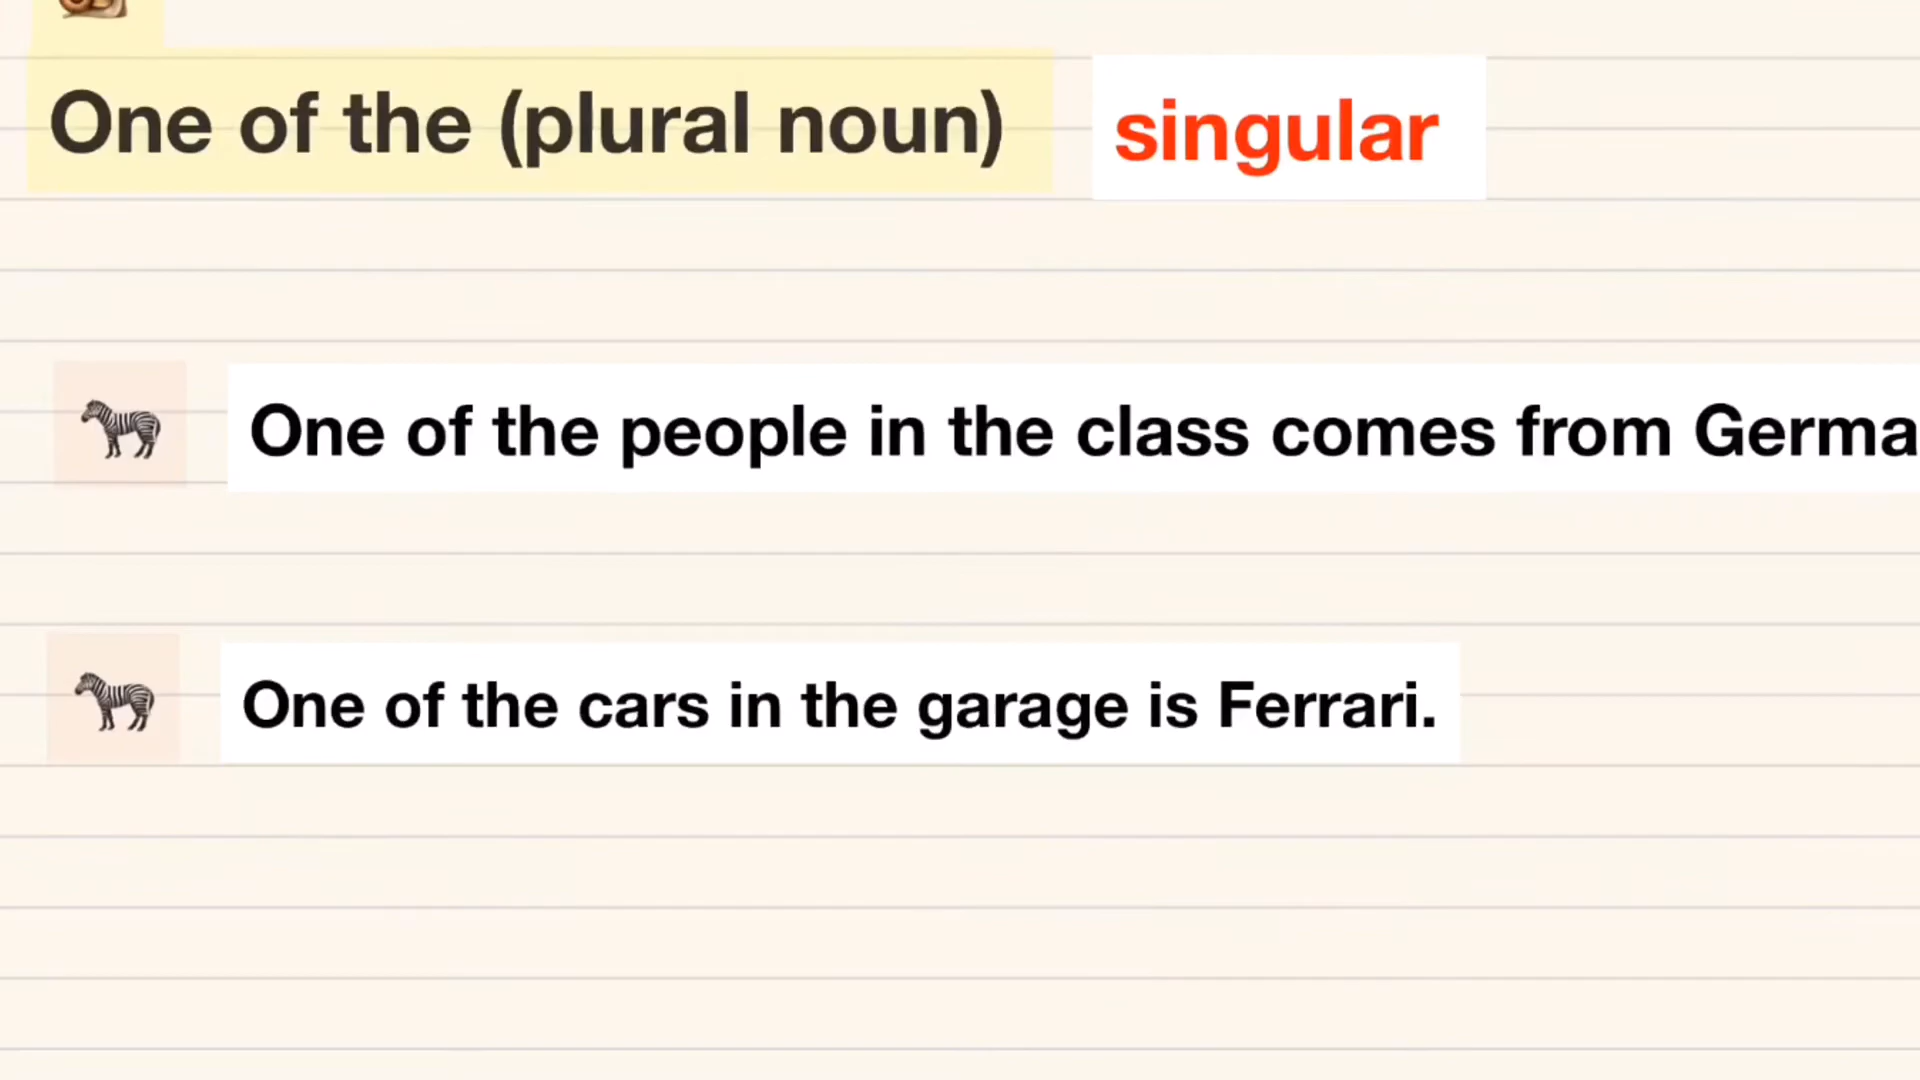 One of the (plural noun) singular
One of the people in the class comes from Germa
One of the cars in the garage is Ferrari.